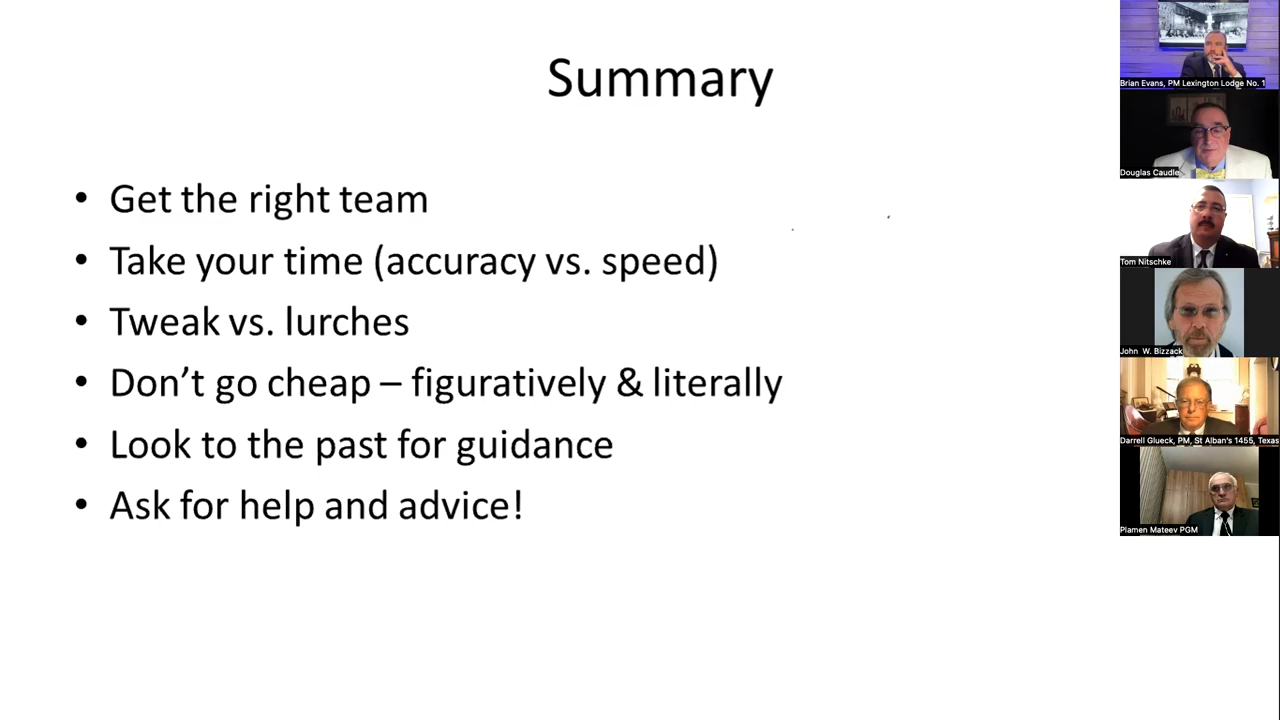 Summary
• Get the right team
• Take your time (accuracy vs. speed)
• Tweak vs. lurches
• Don’t go cheap – figuratively & literally
• Look to the past for guidance
• Ask for help and advice!
Brian Evans, PM Lexington Lodge No. 1
Douglas Caudle
Tom Nitschke
John W. Bizzack
Darrell Glueck, PM, St Alban's 1455, Texas
Plamen Mateev PGM